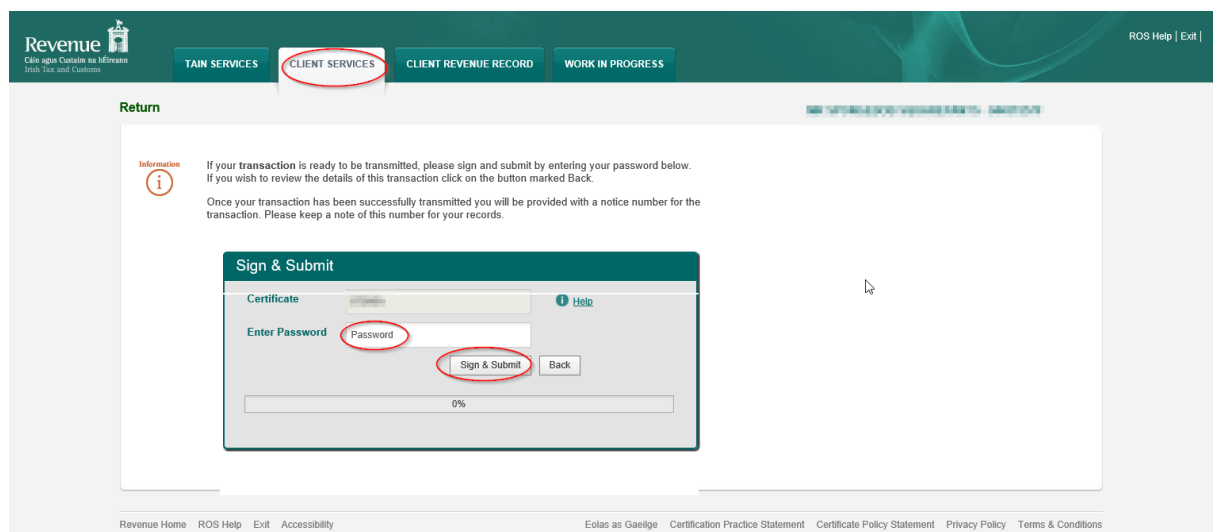 Revenue
Cáin agus Custaim na hÉireann
Irish Tax and Customs
TAIN SERVICES
CLIENT SERVICES
CLIENT REVENUE RECORD
WORK IN PROGRESS
ROS Help | Exit |
Return
Information
If your transaction is ready to be transmitted, please sign and submit by entering your password below.
If you wish to review the details of this transaction click on the button marked Back.
Once your transaction has been successfully transmitted you will be provided with a notice number for the
transaction. Please keep a note of this number for your records.
Sign & Submit
Certificate
Help
Enter Password
Password
Sign & Submit
Back
0%
Revenue Home ROS Help Exit Accessibility
Eolas as Gaeilge Certification Practice Statement Certificate Policy Statement Privacy Policy Terms & Conditions